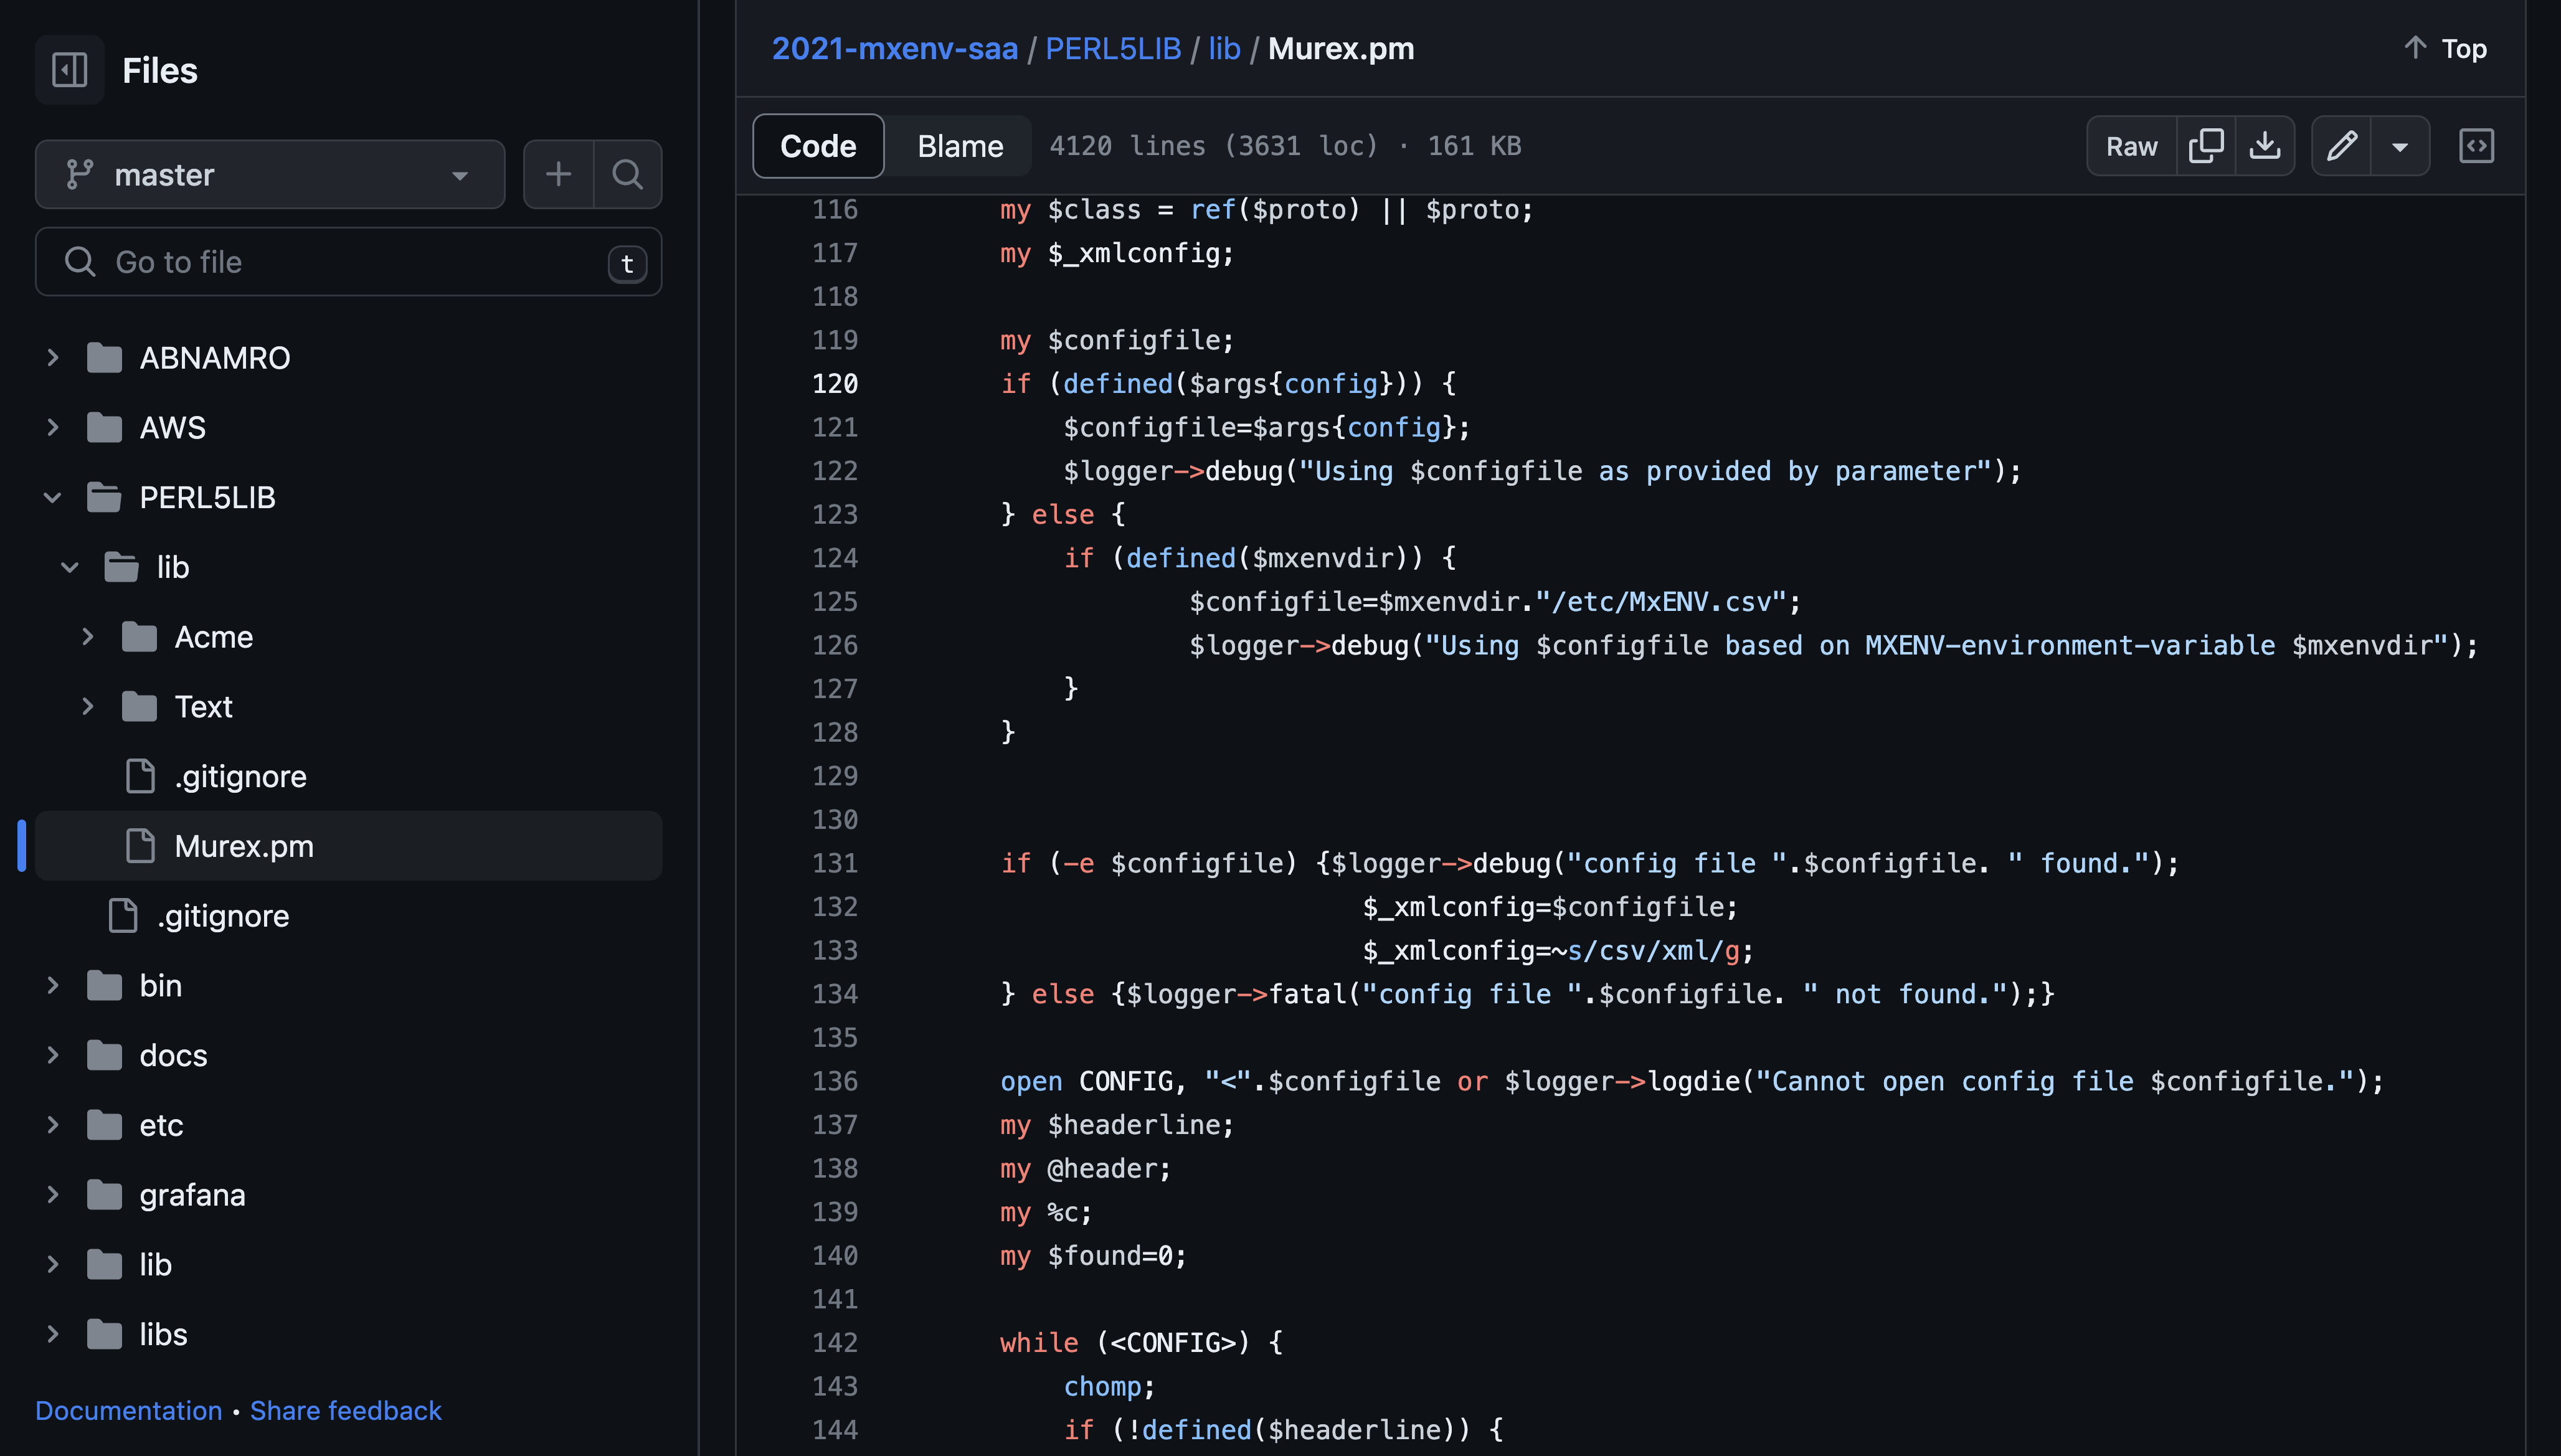 Files
master
Go to file
t
ABNAMRO
AWS
PERL5LIB
lib
Acme
Text
.gitignore
Murex.pm
.gitignore
bin
docs
etc
grafana
lib
libs
Documentation • Share feedback
2021-mxenv-saa / PERL5LIB / lib / Murex.pm
Top
Code Blame 4120 lines (3631 loc) · 161 KB
Raw
116 my $class = ref($proto) || $proto;
117 my $_xmlconfig;
118
119 my $configfile;
120 if (defined($args{config})) {
121 $configfile=$args{config};
122 $logger->debug("Using $configfile as provided by parameter");
123 } else {
124 if (defined($mxenvdir)) {
125 $configfile=$mxenvdir."/etc/MxENV.csv";
126 $logger->debug("Using $configfile based on MXENV-environment-variable $mxenvdir");
127 }
128 }
129
130
131 if (-e $configfile) {$logger->debug("config file ".$configfile. " found.");
132 $_xmlconfig=$configfile;
133 $_xmlconfig=~s/csv/xml/g;
134 } else {$logger->fatal("config file ".$configfile. " not found.");}
135
136 open CONFIG, "<".$configfile or $logger->logdie("Cannot open config file $configfile.");
137 my $headerline;
138 my @header;
139 my %c;
140 my $found=0;
141
142 while (<CONFIG>) {
143 chomp;
144 if (!defined($headerline)) {